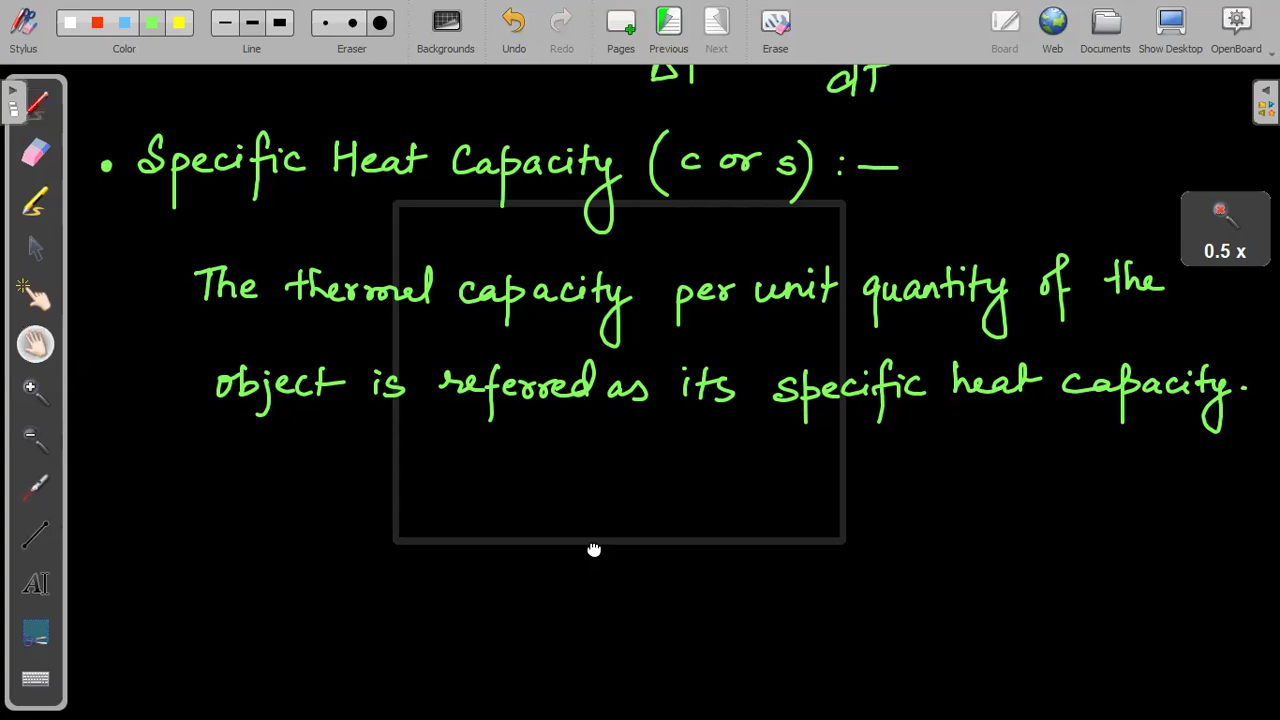 Stylus
Color
Line
Eraser
Backgrounds
Undo
Redo
Pages
Previous
Next
Erase
Board
Web
Documents
Show Desktop
OpenBoard
ΔT dT
• Specific Heat Capacity (c or s) :—
The thermal capacity per unit quantity of the
object is referred as its specific heat capacity.
0.5 x
AI